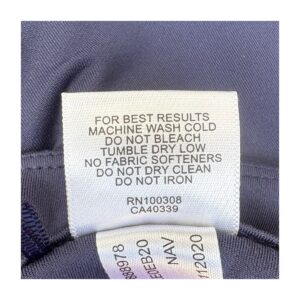 FOR BEST RESULTS
MACHINE WASH COLD
DO NOT BLEACH
TUMBLE DRY LOW
NO FABRIC SOFTENERS
DO NOT DRY CLEAN
DO NOT IRON
RN100308
CA40339
NAV